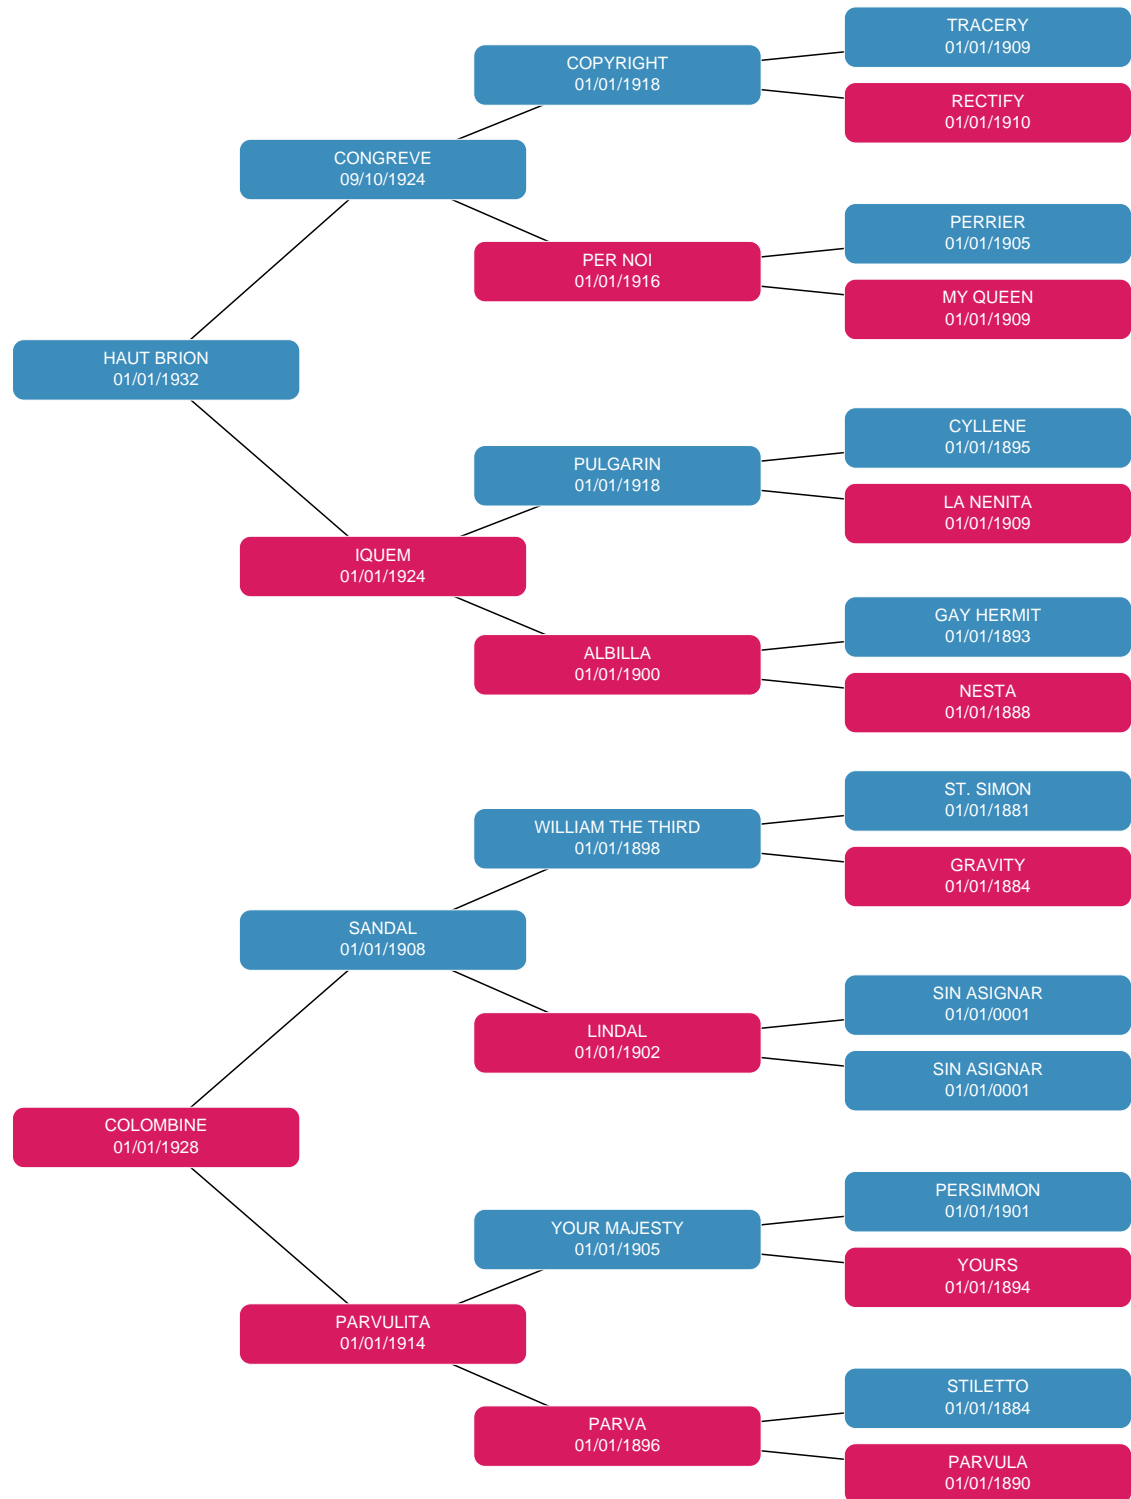 TRACERY
01/01/1909
COPYRIGHT
01/01/1918
RECTIFY
01/01/1910
CONGREVE
09/10/1924
PERRIER
01/01/1905
PER NOI
01/01/1916
MY QUEEN
01/01/1909
HAUT BRION
01/01/1932
CYLLENE
01/01/1895
PULGARIN
01/01/1918
LA NENITA
01/01/1909
IQUEM
01/01/1924
GAY HERMIT
01/01/1893
ALBILLA
01/01/1900
NESTA
01/01/1888
ST. SIMON
01/01/1881
WILLIAM THE THIRD
01/01/1898
GRAVITY
01/01/1884
SANDAL
01/01/1908
SIN ASIGNAR
01/01/0001
LINDAL
01/01/1902
SIN ASIGNAR
01/01/0001
COLOMBINE
01/01/1928
PERSIMMON
01/01/1901
YOUR MAJESTY
01/01/1905
YOURS
01/01/1894
PARVULITA
01/01/1914
STILETTO
01/01/1884
PARVA
01/01/1896
PARVULA
01/01/1890